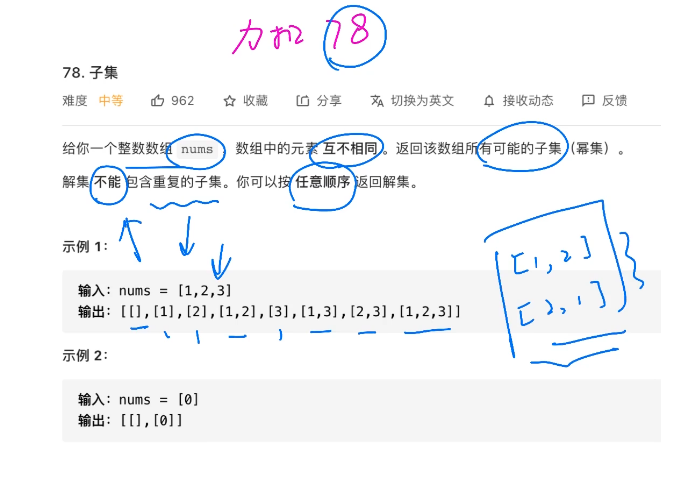 力扣 78
78. 子集
难度 中等 962 收藏 分享 切换为英文 接收动态 反馈
给你一个整数数组 nums ，数组中的元素 互不相同 。返回该数组所有可能的子集（幂集）。
解集 不能 包含重复的子集。你可以按 任意顺序 返回解集。
[1,2]
[2,1]
示例 1：
输入：nums = [1,2,3]
输出：[[],[1],[2],[1,2],[3],[1,3],[2,3],[1,2,3]]
示例 2：
输入：nums = [0]
输出：[[],[0]]